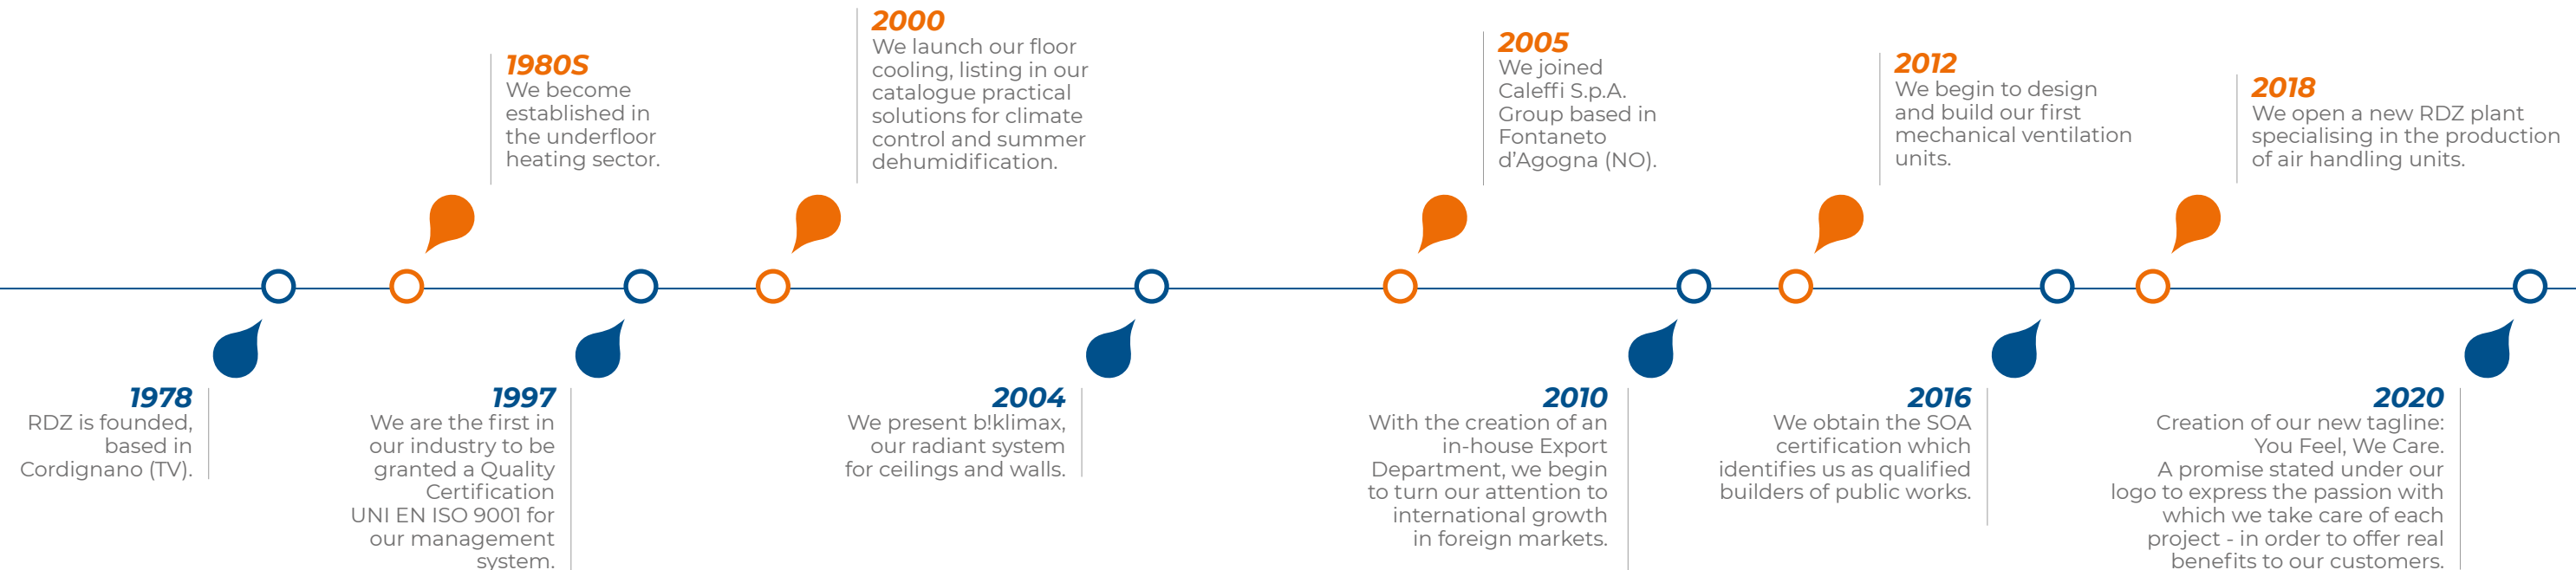 1978
RDZ is founded,
based in
Cordignano (TV).
1980S
We become
established in
the underfloor
heating sector.
1997
We are the first in
our industry to be
granted a Quality
Certification
UNI EN ISO 9001 for
our management
system.
2000
We launch our floor
cooling, listing in our
catalogue practical
solutions for climate
control and summer
dehumidification.
2004
We present b!klimax,
our radiant system
for ceilings and walls.
2005
We joined
Caleffi S.p.A.
Group based in
Fontaneto
d’Agogna (NO).
2010
With the creation of an
in-house Export
Department, we begin
to turn our attention to
international growth
in foreign markets.
2012
We begin to design
and build our first
mechanical ventilation
units.
2016
We obtain the SOA
certification which
identifies us as qualified
builders of public works.
2018
We open a new RDZ plant
specialising in the production
of air handling units.
2020
Creation of our new tagline:
You Feel, We Care.
A promise stated under our
logo to express the passion with
which we take care of each
project - in order to offer real
benefits to our customers.